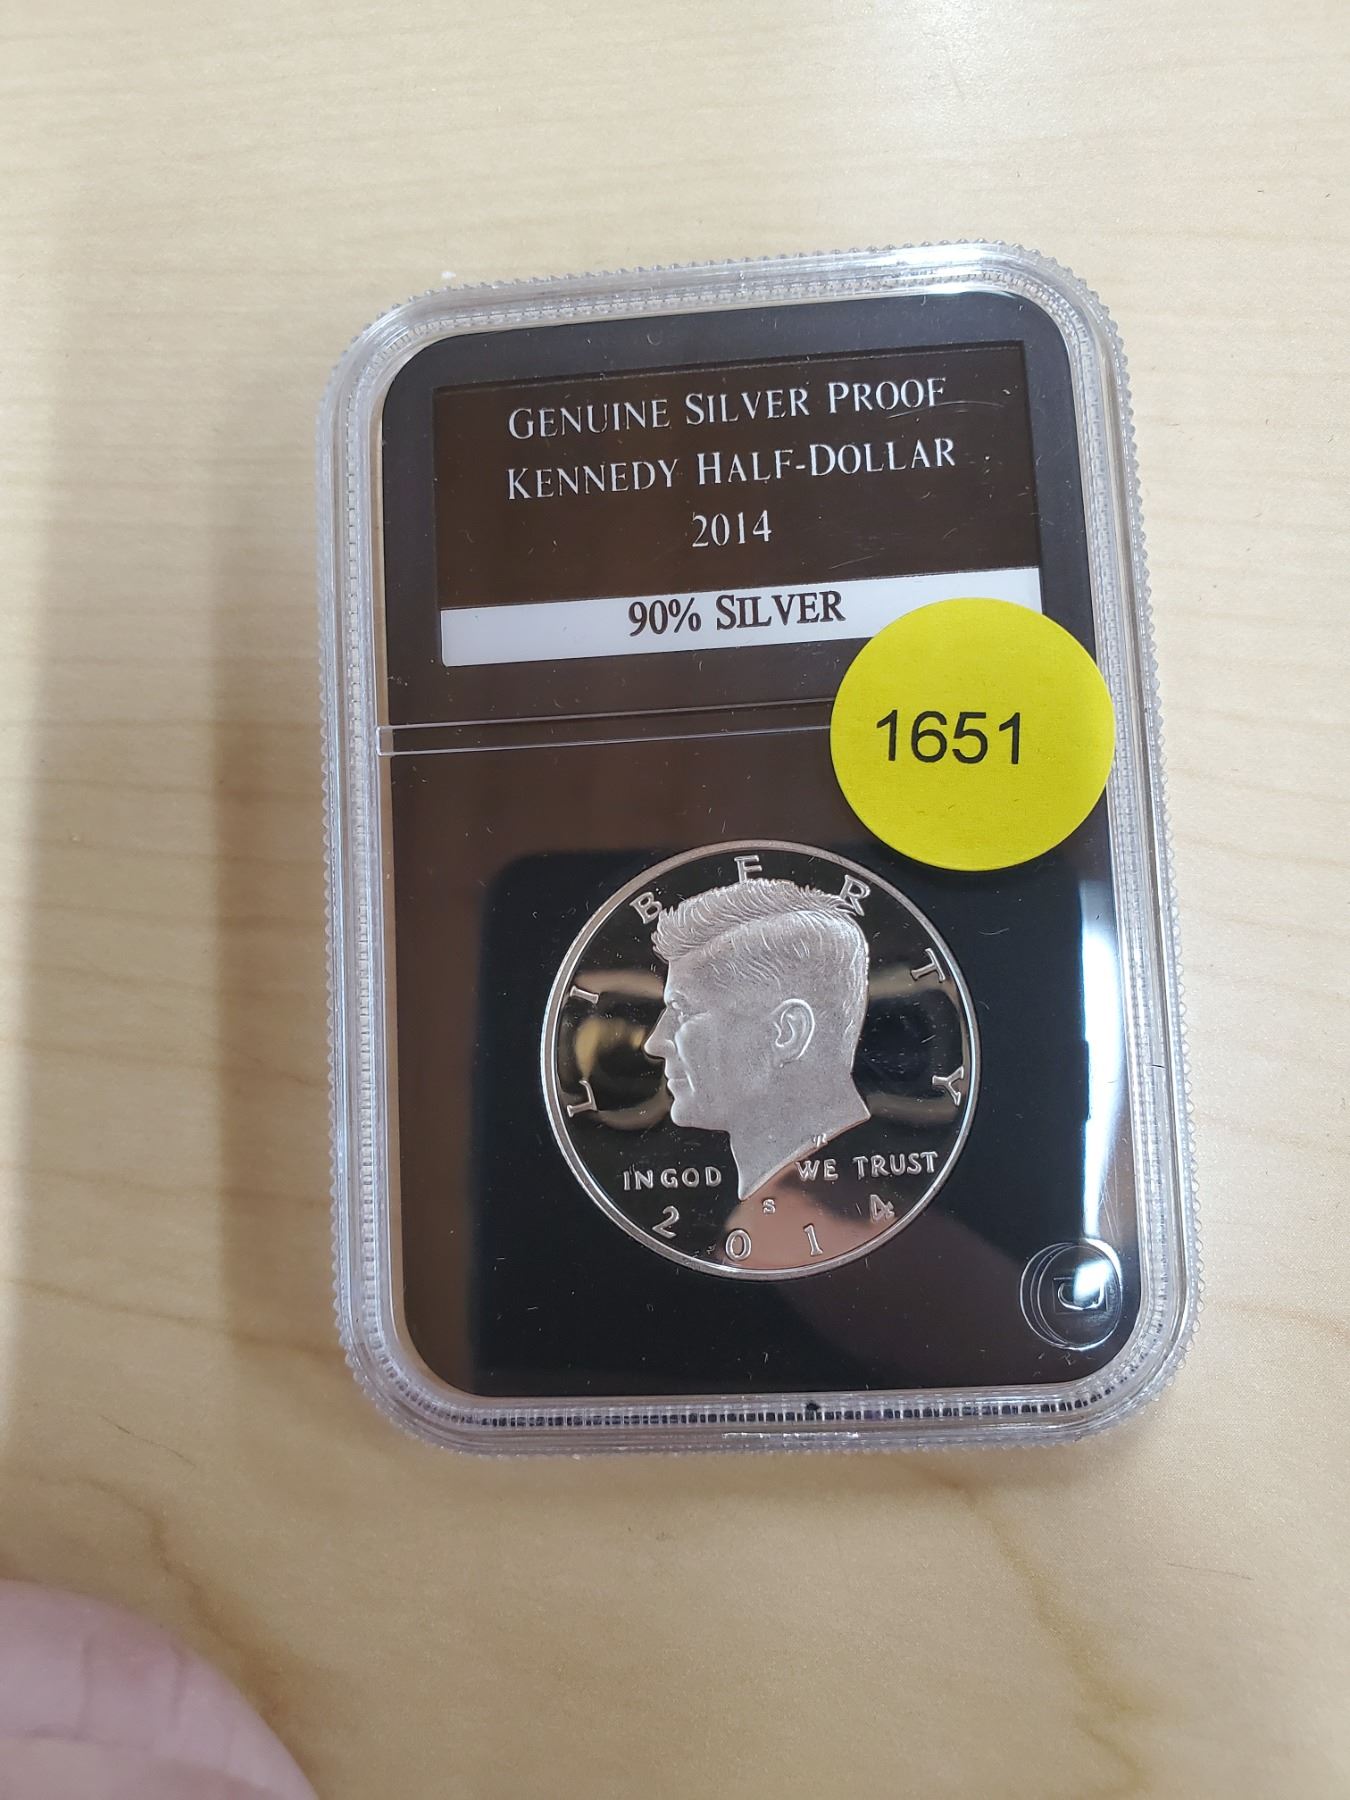 GENUINE SILVER PROOF
KENNEDY HALF-DOLLAR
2014
90% SILVER
1651
LIBERTY
IN GOD WE TRUST
S
2014